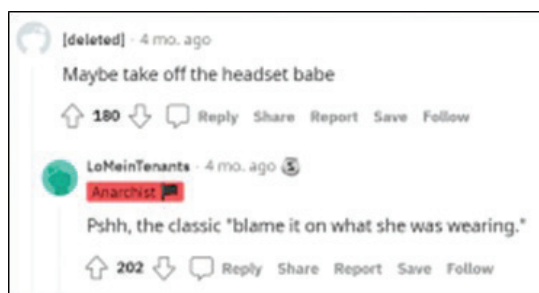 [deleted] · 4 mo. ago
Maybe take off the headset babe
180 Reply Share Report Save Follow
LoMeinTenants · 4 mo. ago
Anarchist
Pshh, the classic "blame it on what she was wearing."
202 Reply Share Report Save Follow